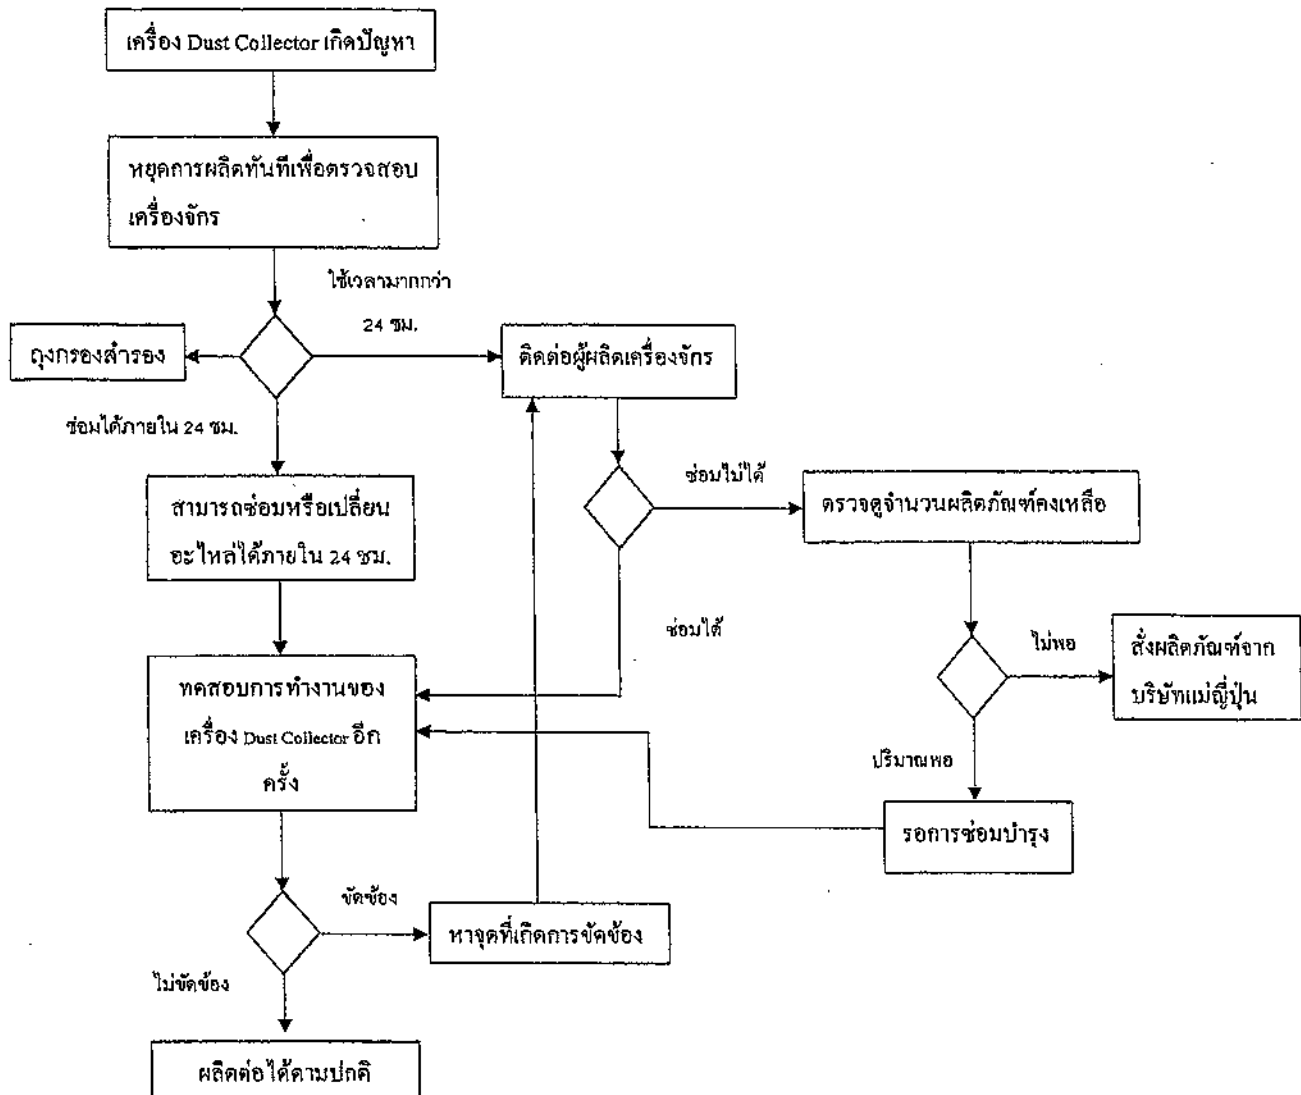 เครื่อง Dust Collector เกิดปัญหา
หยุดการผลิตทันทีเพื่อตรวจสอบ
เครื่องจักร
ใช้เวลามากกว่า
24 ชม.
ถุงกรองสำรอง
ติดต่อผู้ผลิตเครื่องจักร
ซ่อมได้ภายใน 24 ชม.
ซ่อมไม่ได้
ตรวจดูจำนวนผลิตภัณฑ์คงเหลือ
สามารถซ่อมหรือเปลี่ยน
อะไหล่ได้ภายใน 24 ชม.
ซ่อมได้
ไม่พอ
สั่งผลิตภัณฑ์จาก
บริษัทแม่ญี่ปุ่น
ทดสอบการทำงานของ
เครื่อง Dust Collector อีก
ครั้ง
ปริมาณพอ
รอการซ่อมบำรุง
ขัดข้อง
หาจุดที่เกิดการขัดข้อง
ไม่ขัดข้อง
ผลิตต่อได้ตามปกติ